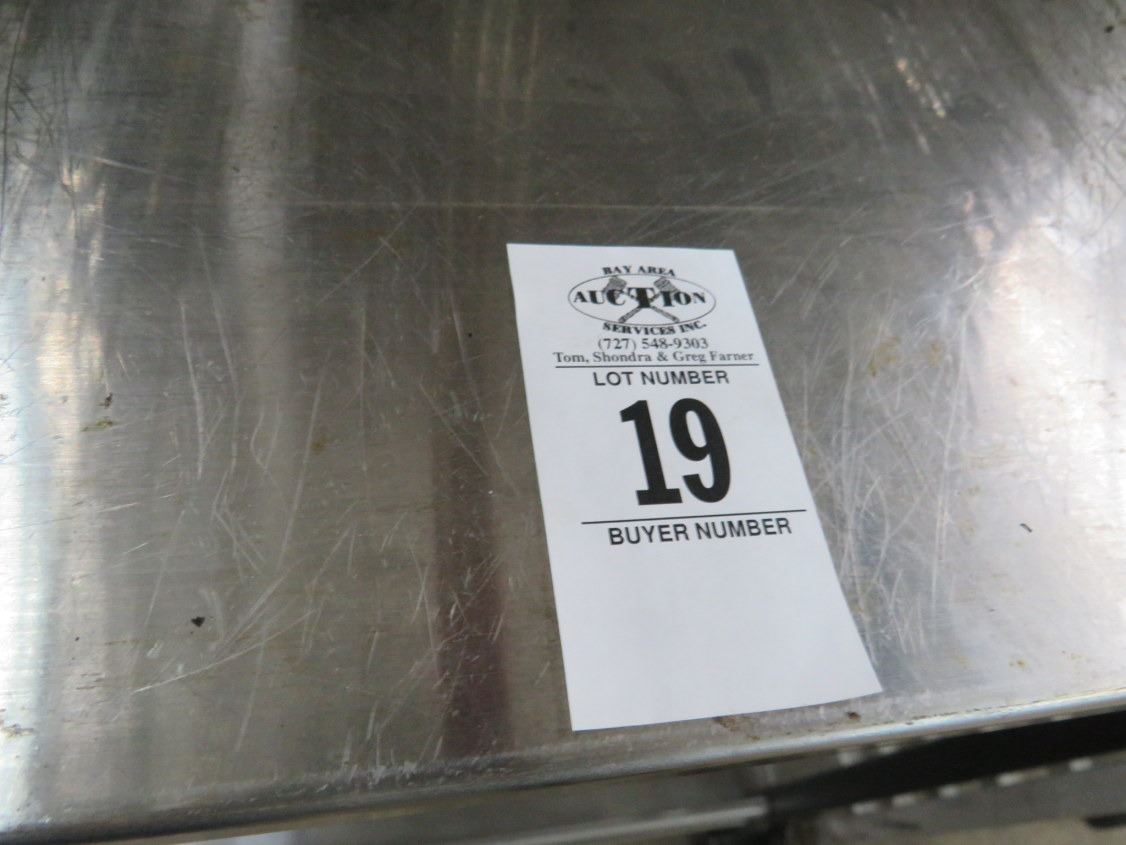 BAY AREA
AUCTION
SERVICES INC.
(727) 548-9303
Tom, Shondra & Greg Farner
LOT NUMBER
19
BUYER NUMBER